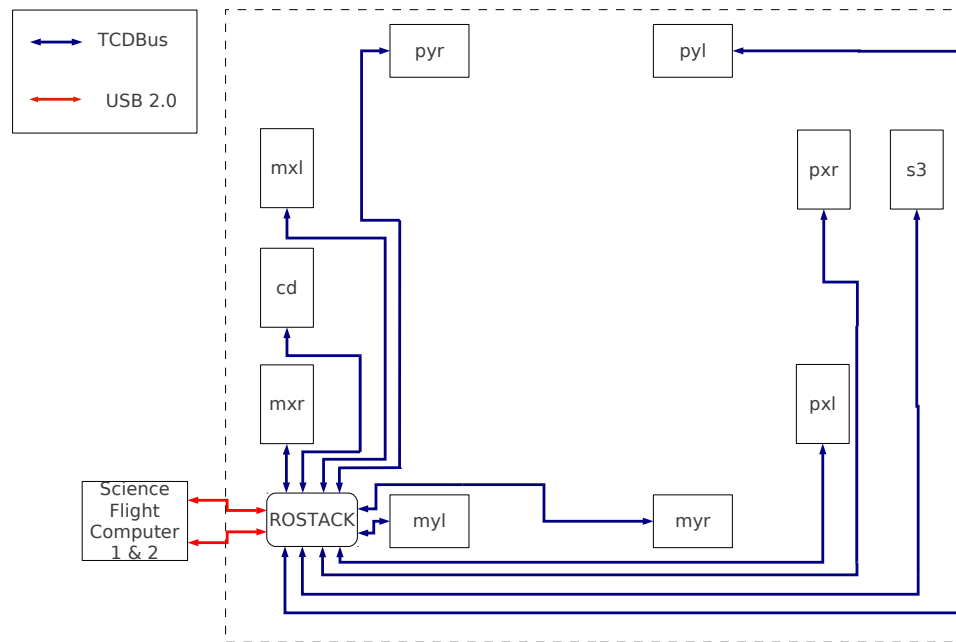 TCDBus
USB 2.0
pyr
pyl
mxl
pxr
s3
cd
mxr
pxl
Science
Flight
Computer
1 & 2
ROSTACK
myl
myr